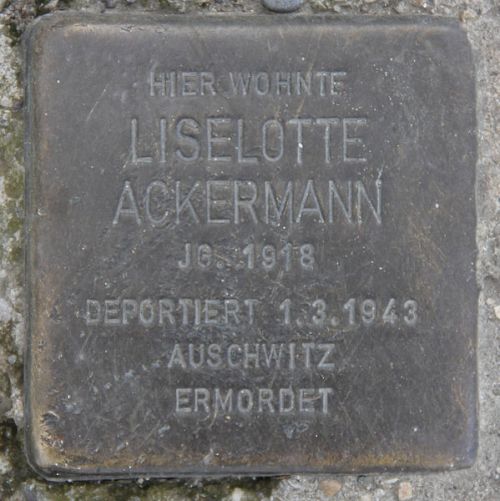 HIER WOHNTE
LISELOTTE
ACKERMANN
JG. 1918
DEPORTIERT 1.3.1943
AUSCHWITZ
ERMORDET